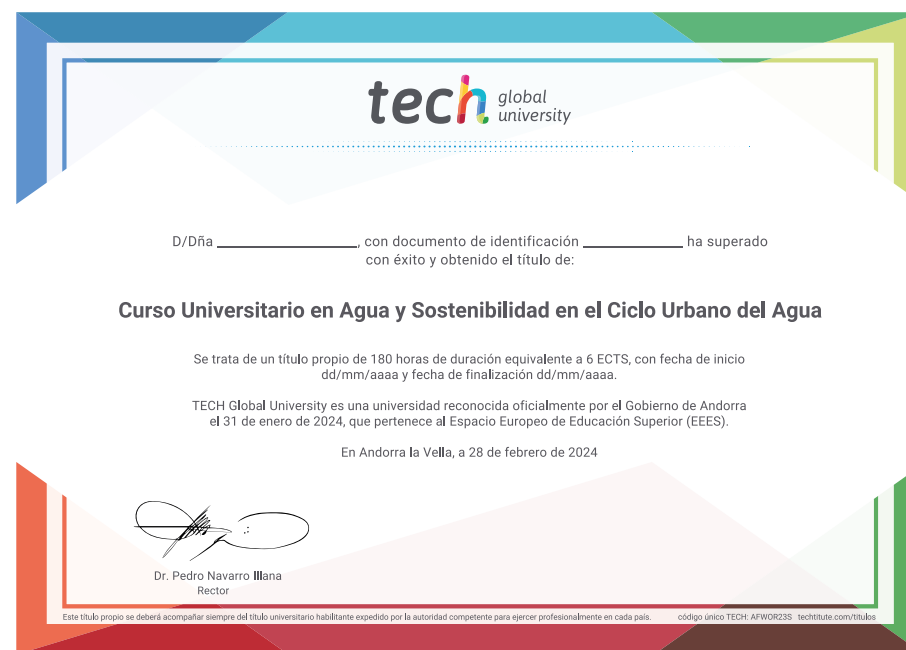 tech global university
D/Dña ____________, con documento de identificación ____________ ha superado
con éxito y obtenido el título de:
Curso Universitario en Agua y Sostenibilidad en el Ciclo Urbano del Agua
Se trata de un título propio de 180 horas de duración equivalente a 6 ECTS, con fecha de inicio
dd/mm/aaaa y fecha de finalización dd/mm/aaaa.
TECH Global University es una universidad reconocida oficialmente por el Gobierno de Andorra
el 31 de enero de 2024, que pertenece al Espacio Europeo de Educación Superior (EEES).
En Andorra la Vella, a 28 de febrero de 2024
Dr. Pedro Navarro Illana
Rector
Este título propio se deberá acompañar siempre del título universitario habilitante expedido por la autoridad competente para ejercer profesionalmente en cada país. código único TECH: AFWOR23S techtitute.com/titulos